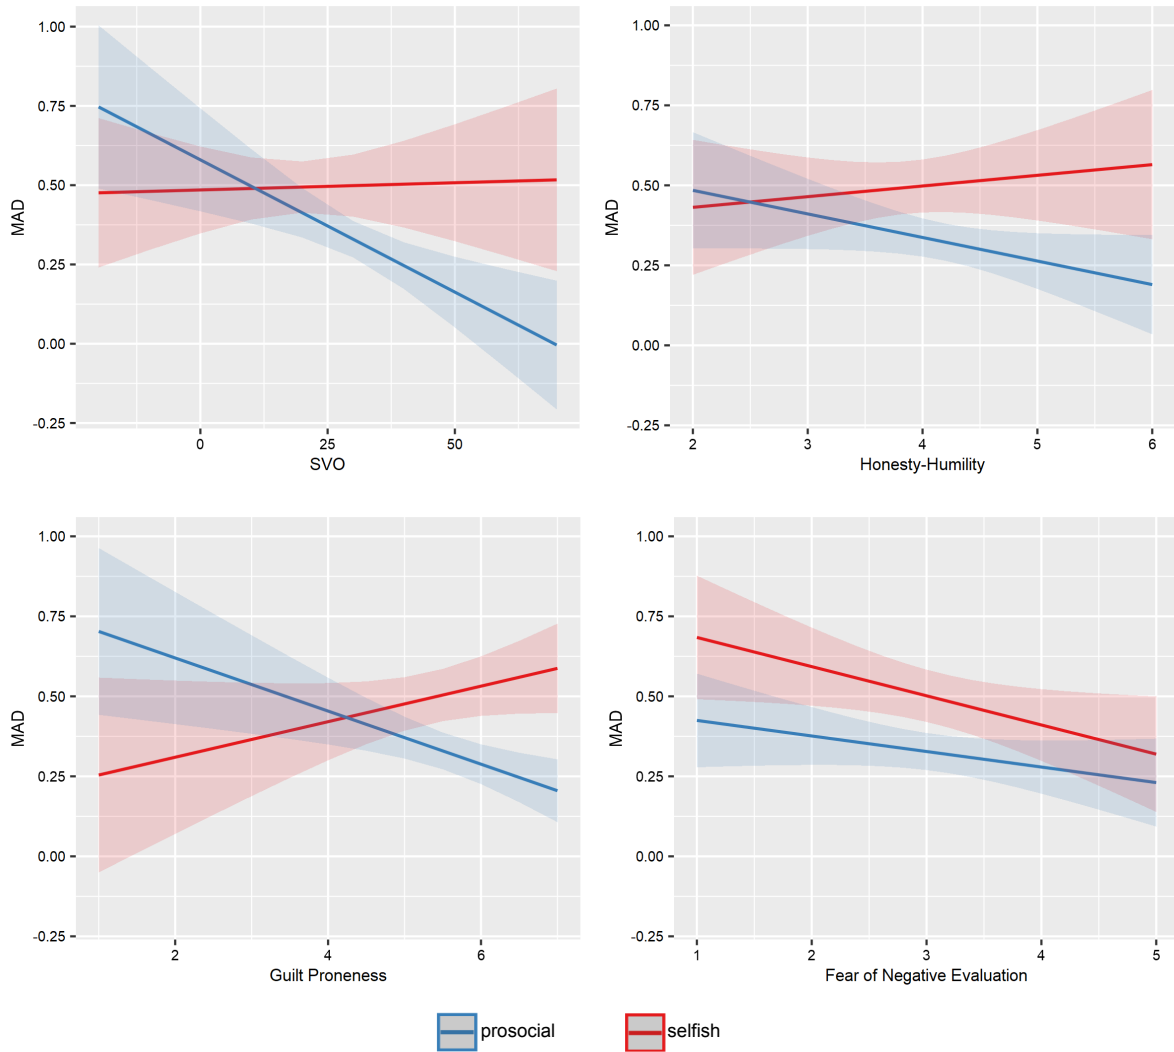 1.00
0.75
0.50
0.25
0.00
-0.25
MAD
0 25 50
SVO
1.00
0.75
0.50
0.25
0.00
-0.25
MAD
2 3 4 5 6
Honesty-Humility
1.00
0.75
0.50
0.25
0.00
-0.25
MAD
2 4 6
Guilt Proneness
1.00
0.75
0.50
0.25
0.00
-0.25
MAD
1 2 3 4 5
Fear of Negative Evaluation
prosocial selfish